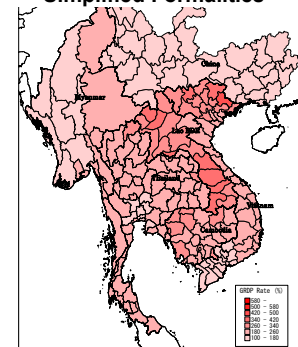 Simplified Formalities
China
Myanmar
Lao PDR
Thailand
Vietnam
Cambodia
GRDP Rate (%)
580 -
500 - 580
420 - 500
340 - 420
260 - 340
180 - 260
100 - 180